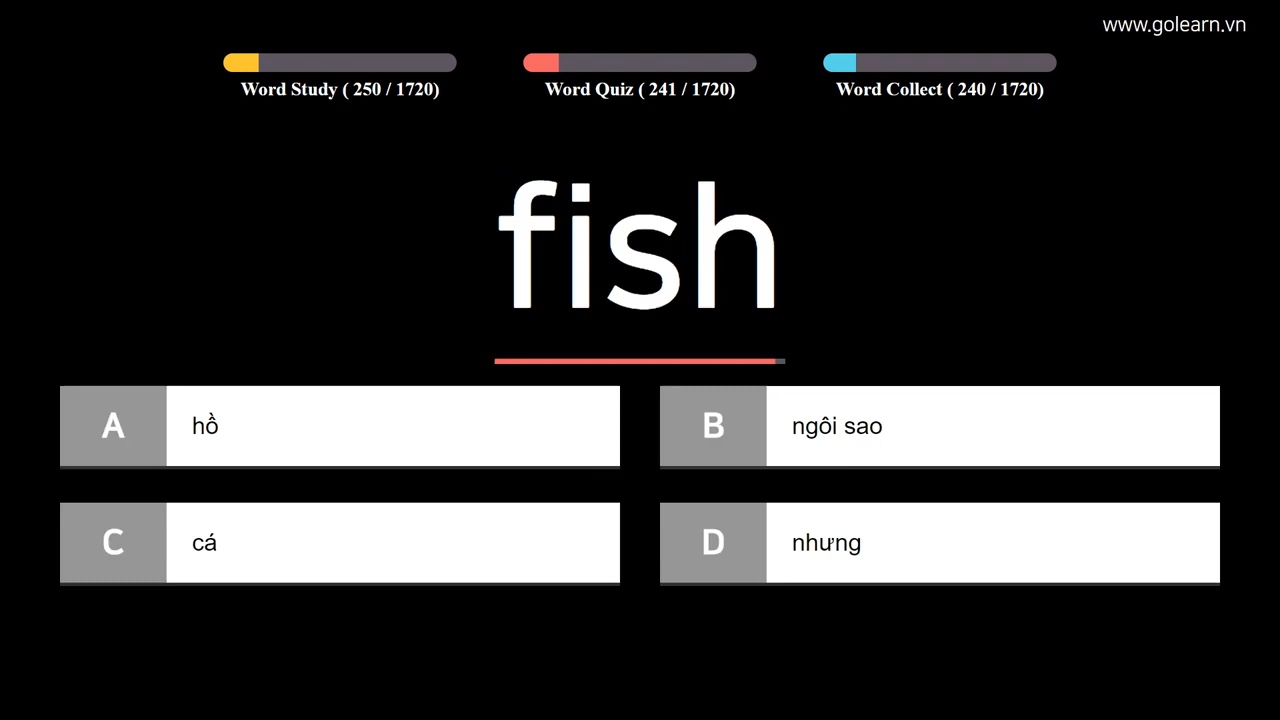 www.golearn.vn
Word Study ( 250 / 1720)
Word Quiz ( 241 / 1720)
Word Collect ( 240 / 1720)
fish
A hồ
B ngôi sao
C cá
D nhưng